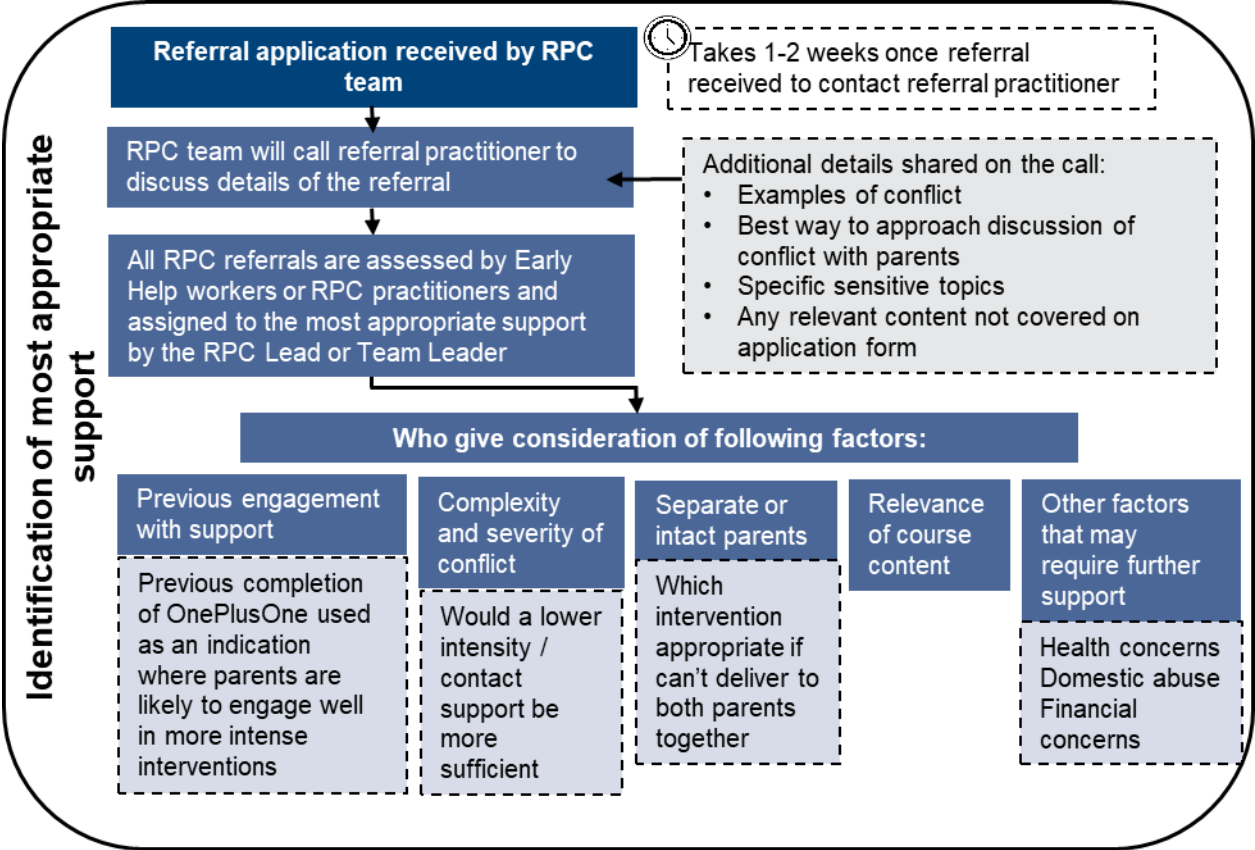 Identification of most appropriate
support
Referral application received by RPC
team
Takes 1-2 weeks once referral
received to contact referral practitioner
RPC team will call referral practitioner to
discuss details of the referral
Additional details shared on the call:
• Examples of conflict
• Best way to approach discussion of
conflict with parents
• Specific sensitive topics
• Any relevant content not covered on
application form
All RPC referrals are assessed by Early
Help workers or RPC practitioners and
assigned to the most appropriate support
by the RPC Lead or Team Leader
Who give consideration of following factors:
Previous engagement
with support
Previous completion
of OnePlusOne used
as an indication
where parents are
likely to engage well
in more intense
interventions
Complexity
and severity of
conflict
Would a lower
intensity /
contact
support be
more
sufficient
Separate or
intact parents
Which
intervention
appropriate if
can't deliver to
both parents
together
Relevance
of course
content
Other factors
that may
require further
support
Health concerns
Domestic abuse
Financial
concerns